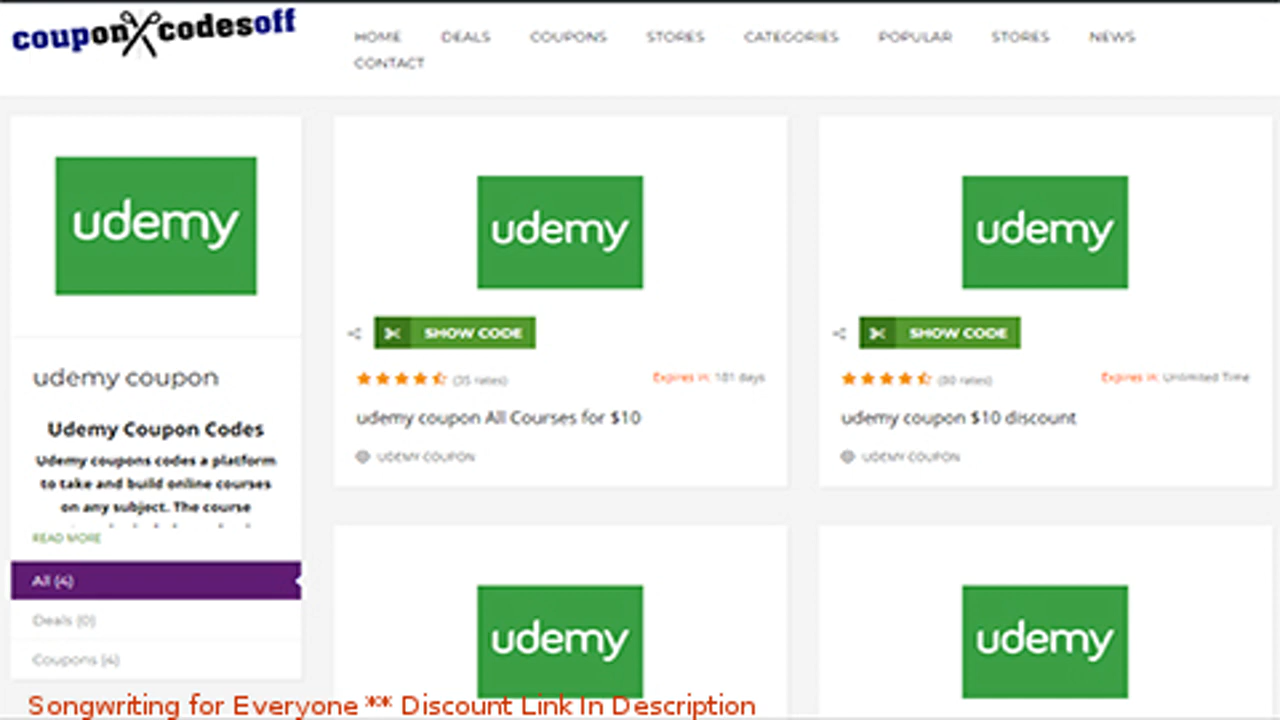 couponXcodesoff
HOME DEALS COUPONS STORES CATEGORIES POPULAR STORES NEWS
CONTACT
udemy
udemy coupon
Udemy Coupon Codes
Udemy coupons codes a platform
to take and build online courses
on any subject. The course
READ MORE
All (4)
Deals (0)
Coupons (4)
udemy
SHOW CODE
(35 rates) Expires in: 181 days
udemy coupon All Courses for $10
UDEMY COUPON
udemy
SHOW CODE
(80 rates) Expires in: Unlimited Time
udemy coupon $10 discount
UDEMY COUPON
udemy
udemy
Songwriting for Everyone ** Discount Link In Description